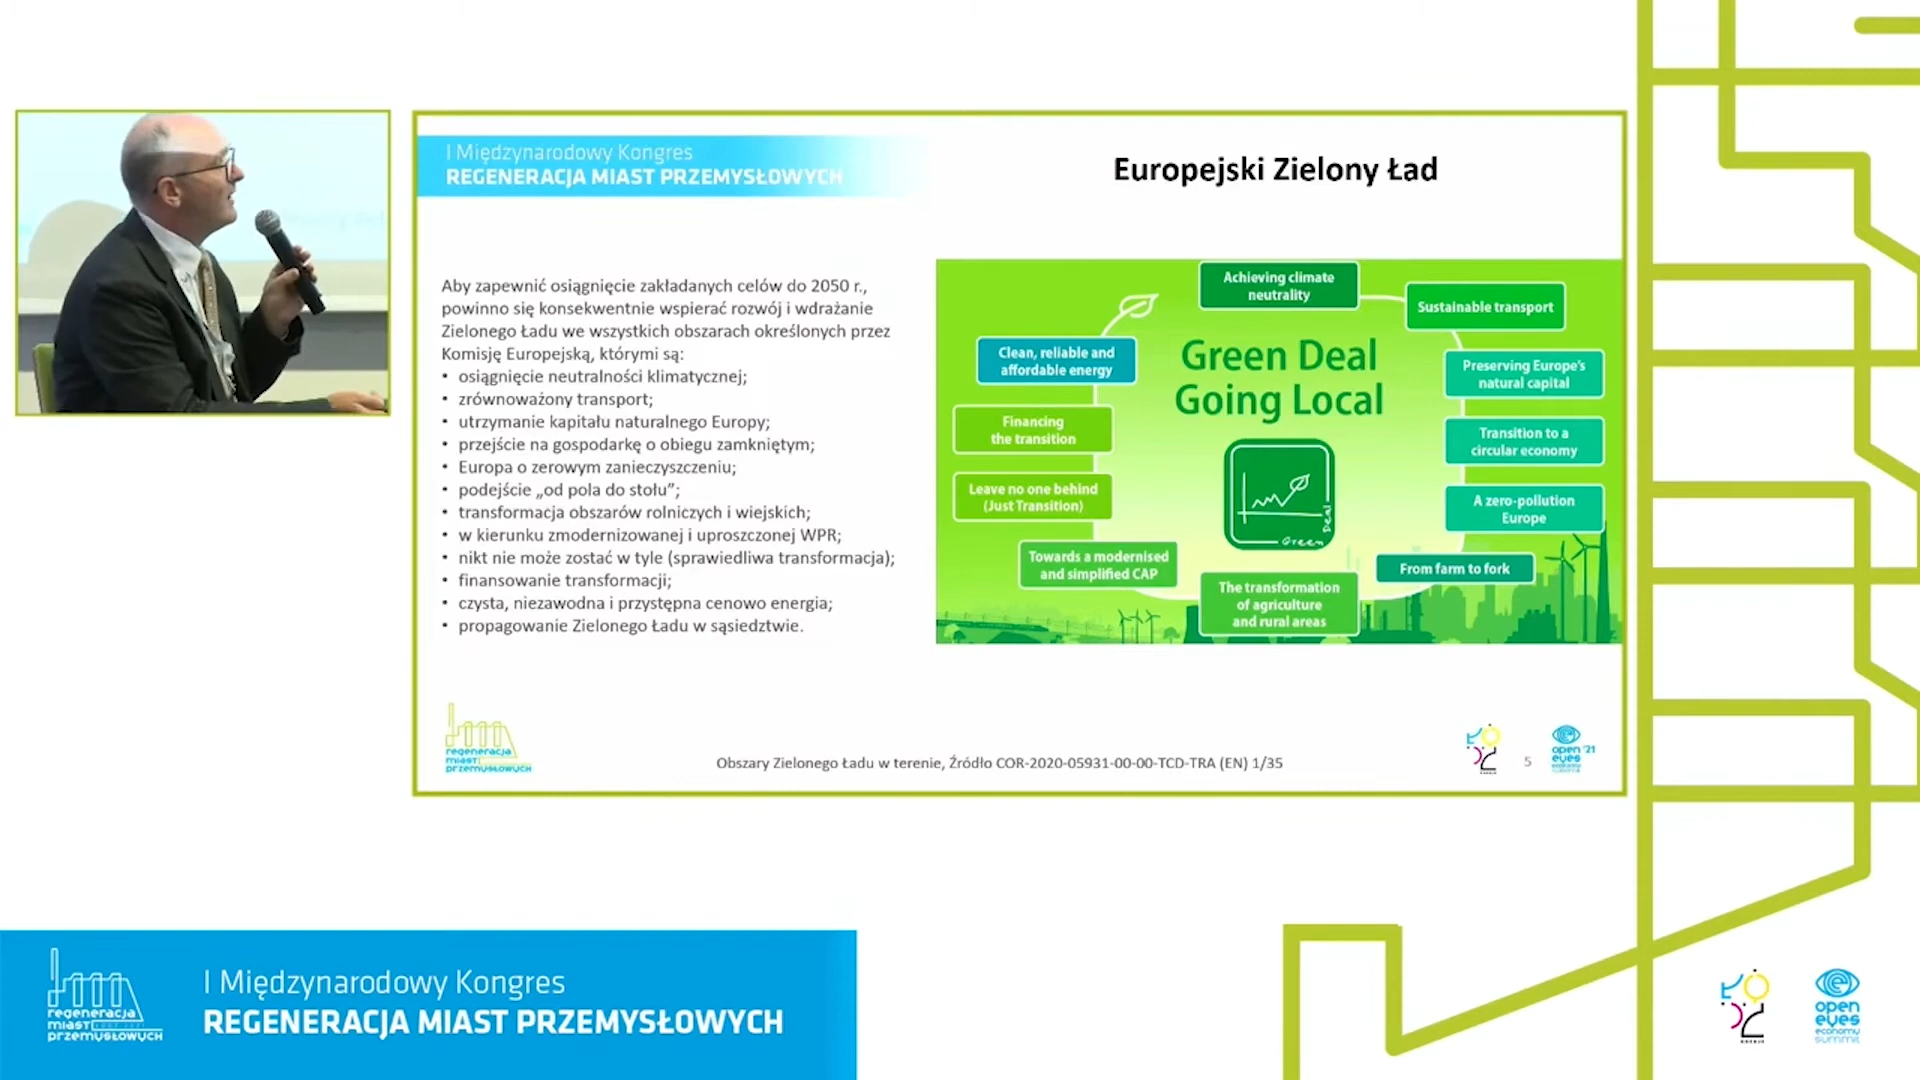 I Międzynarodowy Kongres
REGENERACJA MIAST PRZEMYSŁOWYCH
Europejski Zielony Ład
Aby zapewnić osiągnięcie zakładanych celów do 2050 r.,
powinno się konsekwentnie wspierać rozwój i wdrażanie
Zielonego Ładu we wszystkich obszarach określonych przez
Komisję Europejską, którymi są:
• osiągnięcie neutralności klimatycznej;
• zrównoważony transport;
• utrzymanie kapitału naturalnego Europy;
• przejście na gospodarkę o obiegu zamkniętym;
• Europa o zerowym zanieczyszczeniu;
• podejście „od pola do stołu”;
• transformacja obszarów rolniczych i wiejskich;
• w kierunku zmodernizowanej i uproszczonej WPR;
• nikt nie może zostać w tyle (sprawiedliwa transformacja);
• finansowanie transformacji;
• czysta, niezawodna i przystępna cenowo energia;
• propagowanie Zielonego Ładu w sąsiedztwie.
Achieving climate
neutrality
Sustainable transport
Preserving Europe's
natural capital
Transition to a
circular economy
A zero-pollution
Europe
From farm to fork
The transformation
of agriculture
and rural areas
Towards a modernised
and simplified CAP
Leave no one behind
(Just Transition)
Financing
the transition
Clean, reliable and
affordable energy
Green Deal
Going Local
Green Deal
regeneracja
miast
przemysłowych
Obszary Zielonego Ładu w terenie, Źródło COR-2020-05931-00-00-TCD-TRA (EN) 1/35
5
open '21
eyes
economy
summit
regeneracja
miast
przemysłowych
I Międzynarodowy Kongres
REGENERACJA MIAST PRZEMYSŁOWYCH
open
eyes
economy
summit